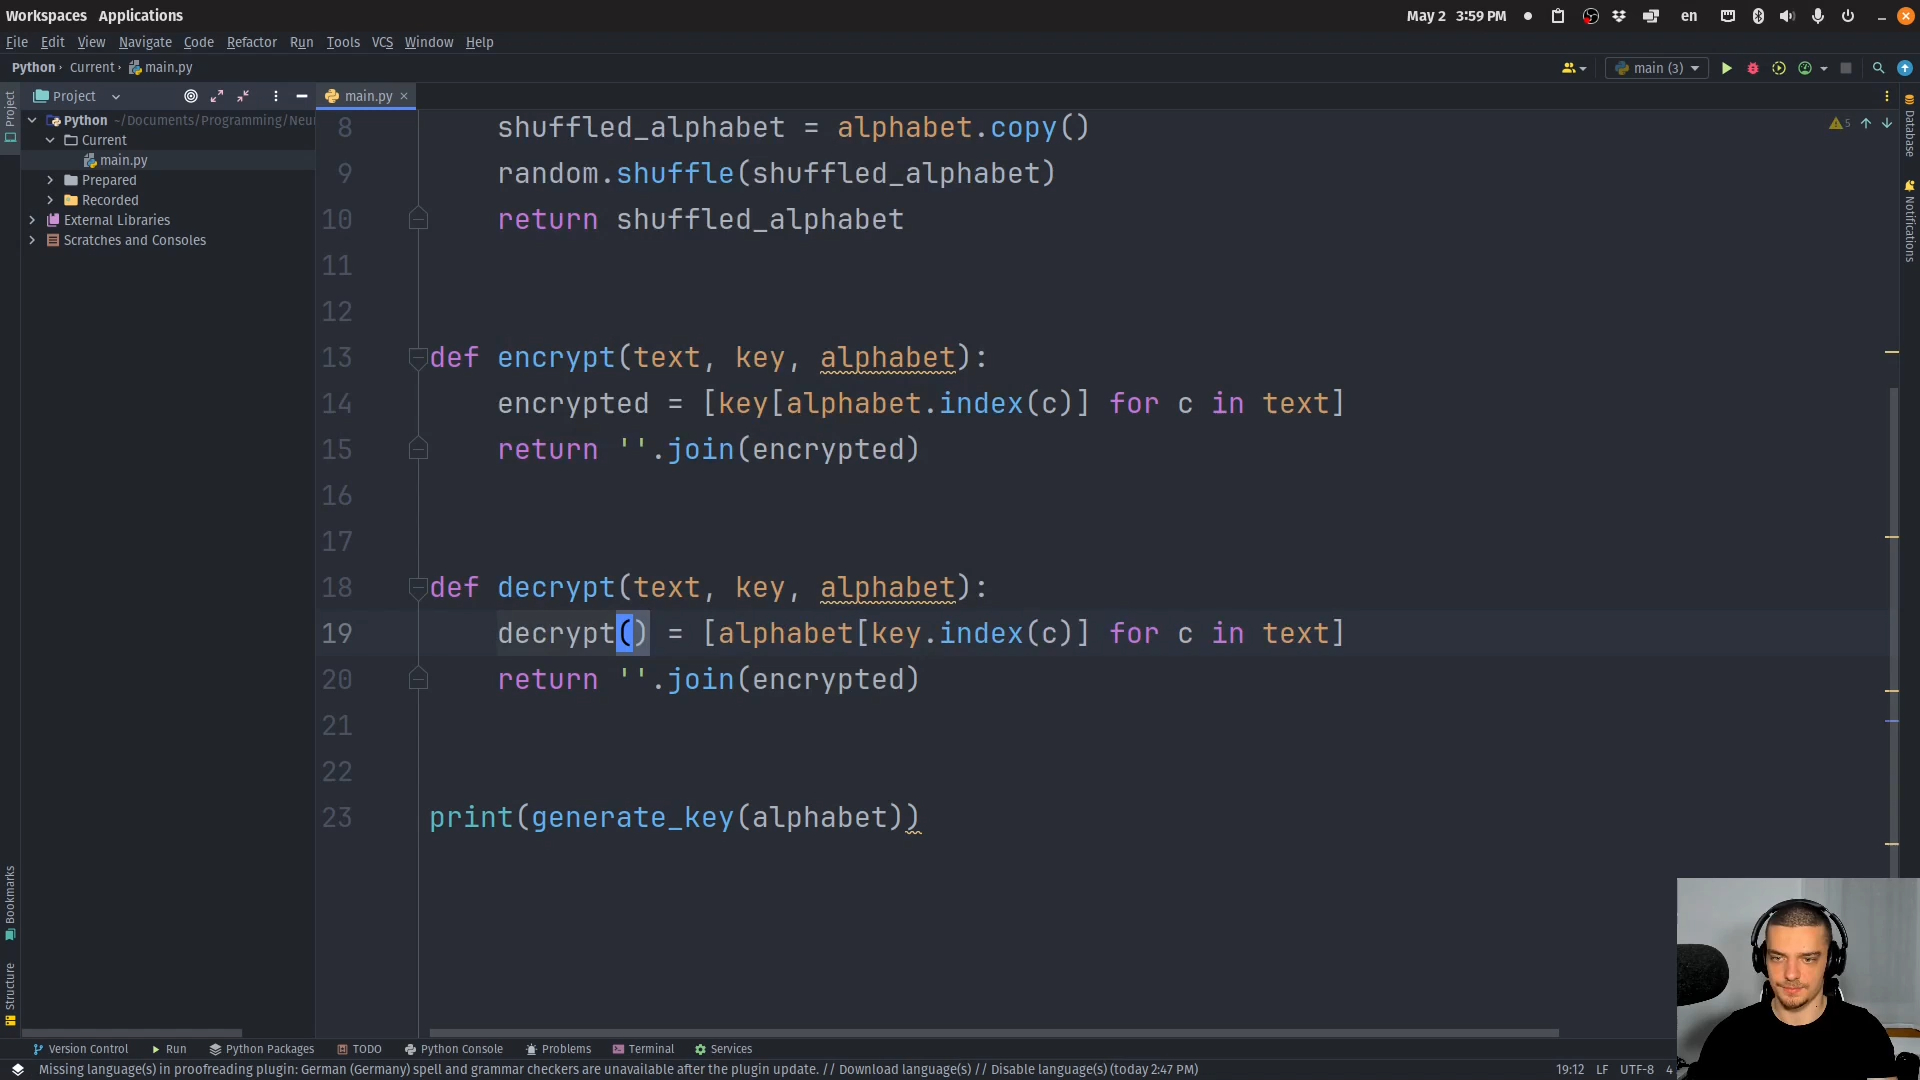 Workspaces Applications
May 2 3:59 PM
en
File Edit View Navigate Code Refactor Run Tools VCS Window Help
Python › Current › main.py
main (3)
Project
main.py
Python ~/Documents/Programming/Neur
Current
main.py
Prepared
Recorded
External Libraries
Scratches and Consoles
5
8 shuffled_alphabet = alphabet.copy()
9 random.shuffle(shuffled_alphabet)
10 return shuffled_alphabet
11
12
13 def encrypt(text, key, alphabet):
14 encrypted = [key[alphabet.index(c)] for c in text]
15 return ''.join(encrypted)
16
17
18 def decrypt(text, key, alphabet):
19 decrypt() = [alphabet[key.index(c)] for c in text]
20 return ''.join(encrypted)
21
22
23 print(generate_key(alphabet))
Project
Bookmarks
Structure
Database
Notifications
Version Control Run Python Packages TODO Python Console Problems Terminal Services
Missing language(s) in proofreading plugin: German (Germany) spell and grammar checkers are unavailable after the plugin update. // Download language(s) // Disable language(s) (today 2:47 PM)
19:12 LF UTF-8 4